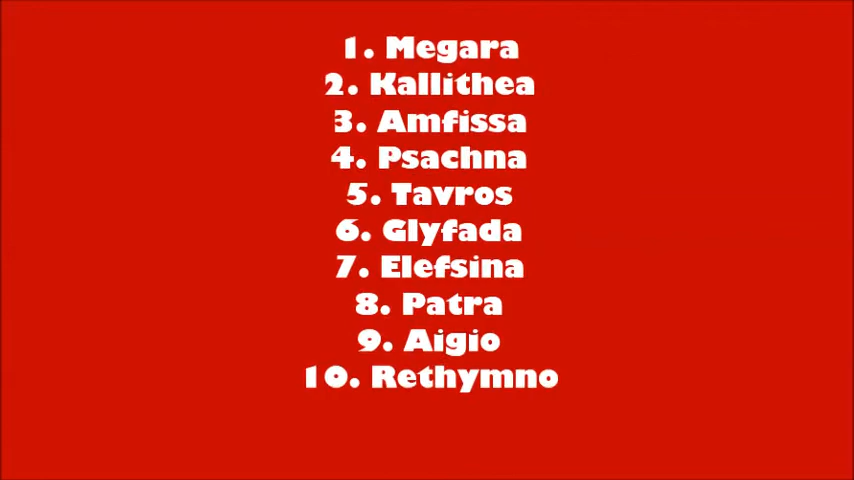 1. Megara
2. Kallithea
3. Amfissa
4. Psachna
5. Tavros
6. Glyfada
7. Elefsina
8. Patra
9. Aigio
10. Rethymno